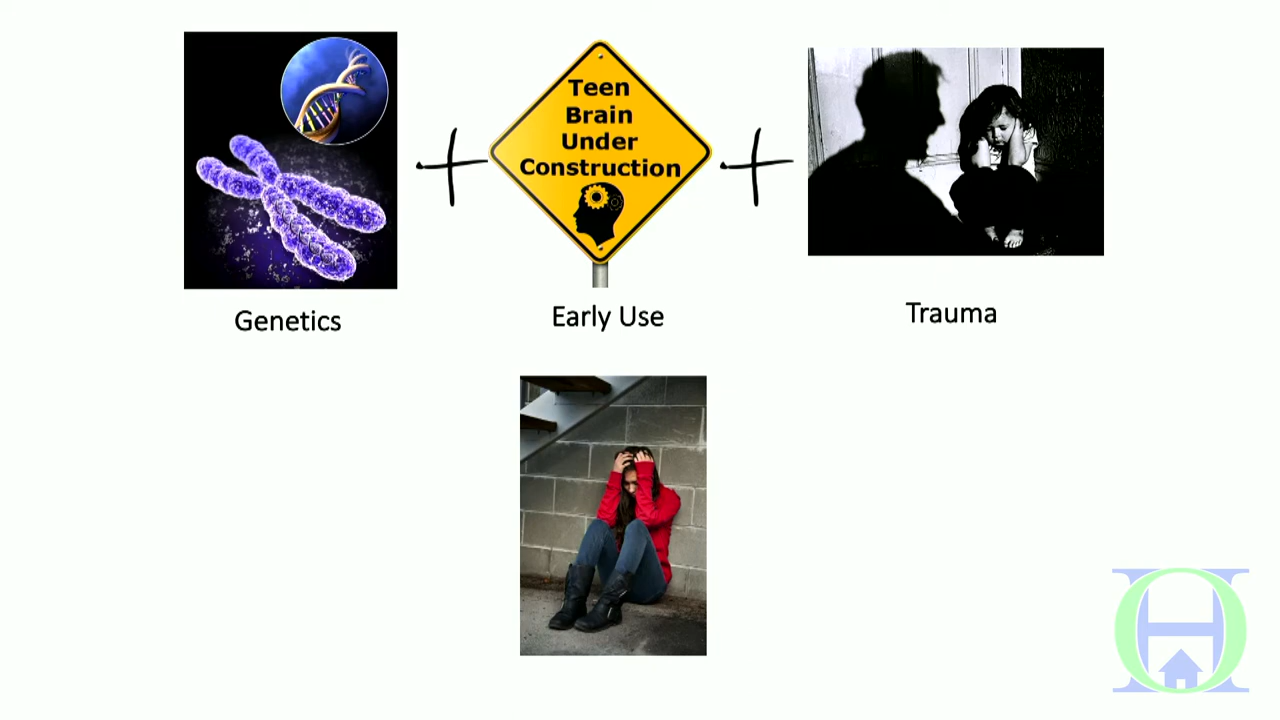 Teen
Brain
Under
Construction
+
+
Genetics
Early Use
Trauma